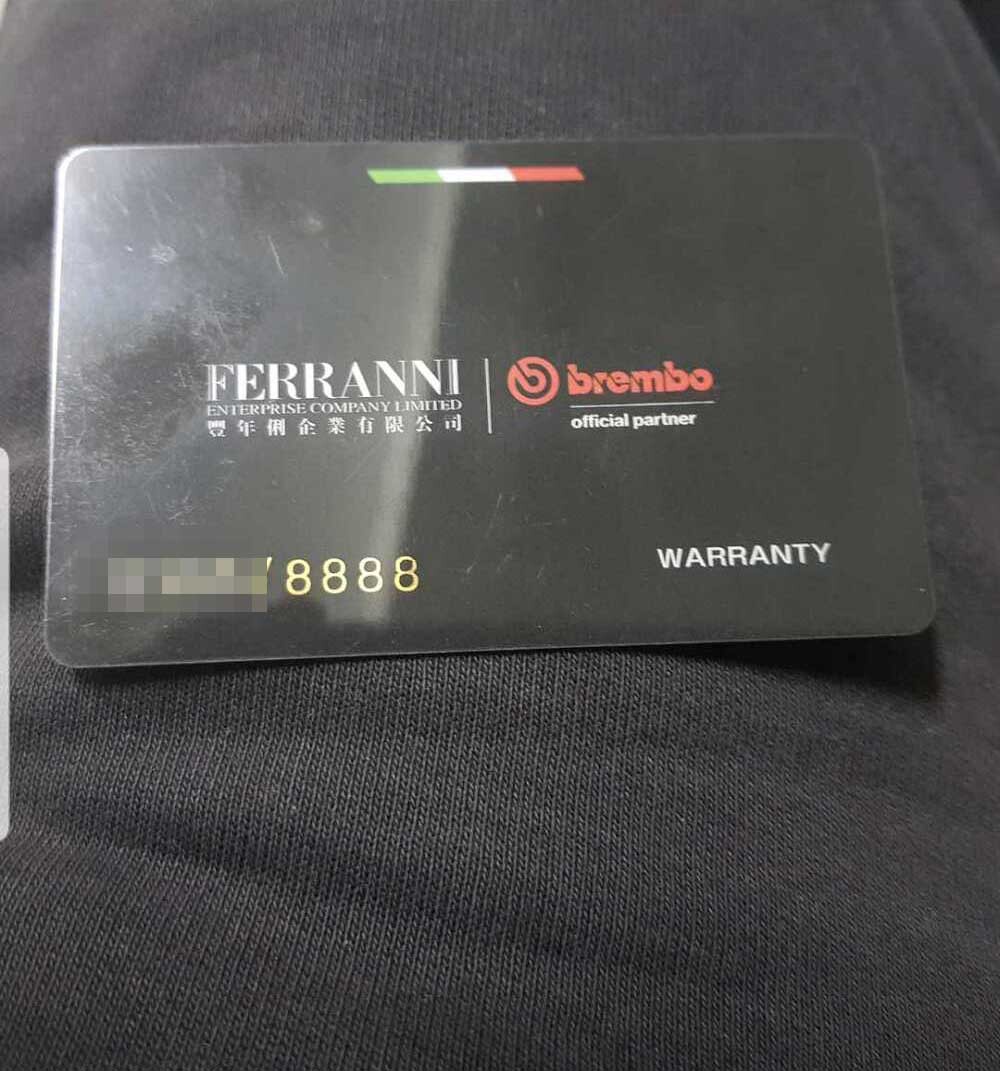 FERRANNI
ENTERPRISE COMPANY LIMITED
豐年俐企業有限公司
brembo
official partner
/8888
WARRANTY